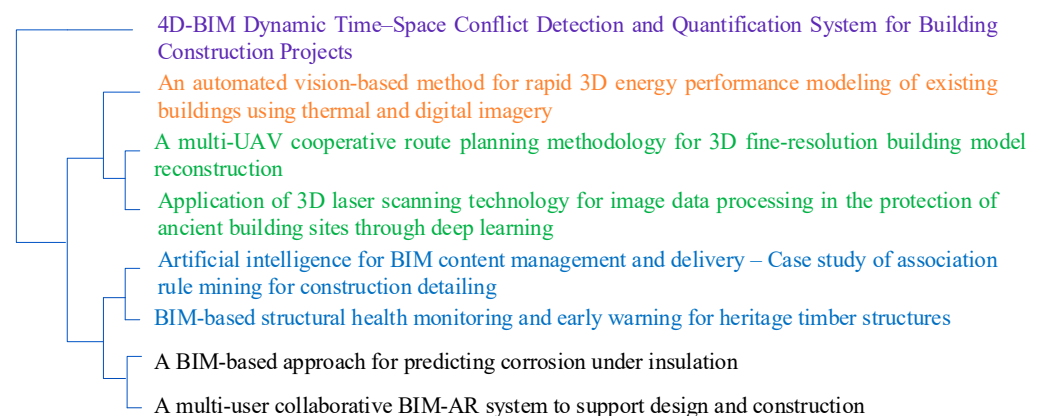 4D-BIM Dynamic Time–Space Conflict Detection and Quantification System for Building
Construction Projects
An automated vision-based method for rapid 3D energy performance modeling of existing
buildings using thermal and digital imagery
A multi-UAV cooperative route planning methodology for 3D fine-resolution building model
reconstruction
Application of 3D laser scanning technology for image data processing in the protection of
ancient building sites through deep learning
Artificial intelligence for BIM content management and delivery – Case study of association
rule mining for construction detailing
BIM-based structural health monitoring and early warning for heritage timber structures
A BIM-based approach for predicting corrosion under insulation
A multi-user collaborative BIM-AR system to support design and construction